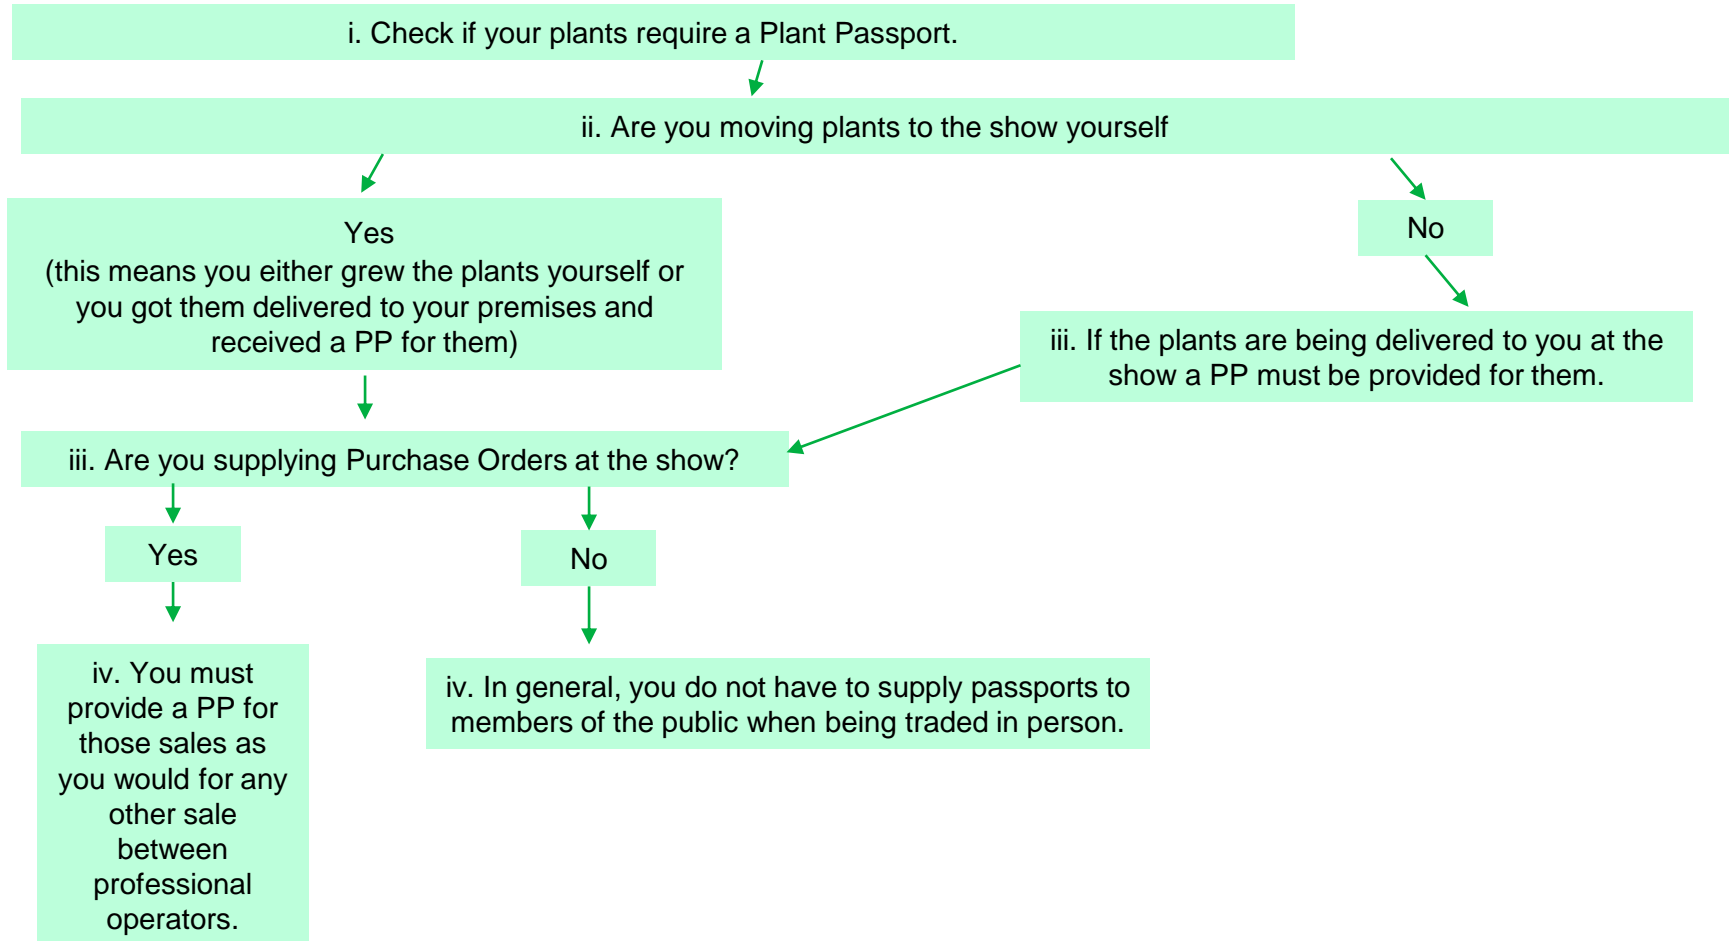 i. Check if your plants require a Plant Passport.
ii. Are you moving plants to the show yourself
Yes
(this means you either grew the plants yourself or
you got them delivered to your premises and
received a PP for them)
No
iii. If the plants are being delivered to you at the
show a PP must be provided for them.
iii. Are you supplying Purchase Orders at the show?
Yes
No
iv. You must
provide a PP for
those sales as
you would for any
other sale
between
professional
operators.
iv. In general, you do not have to supply passports to
members of the public when being traded in person.